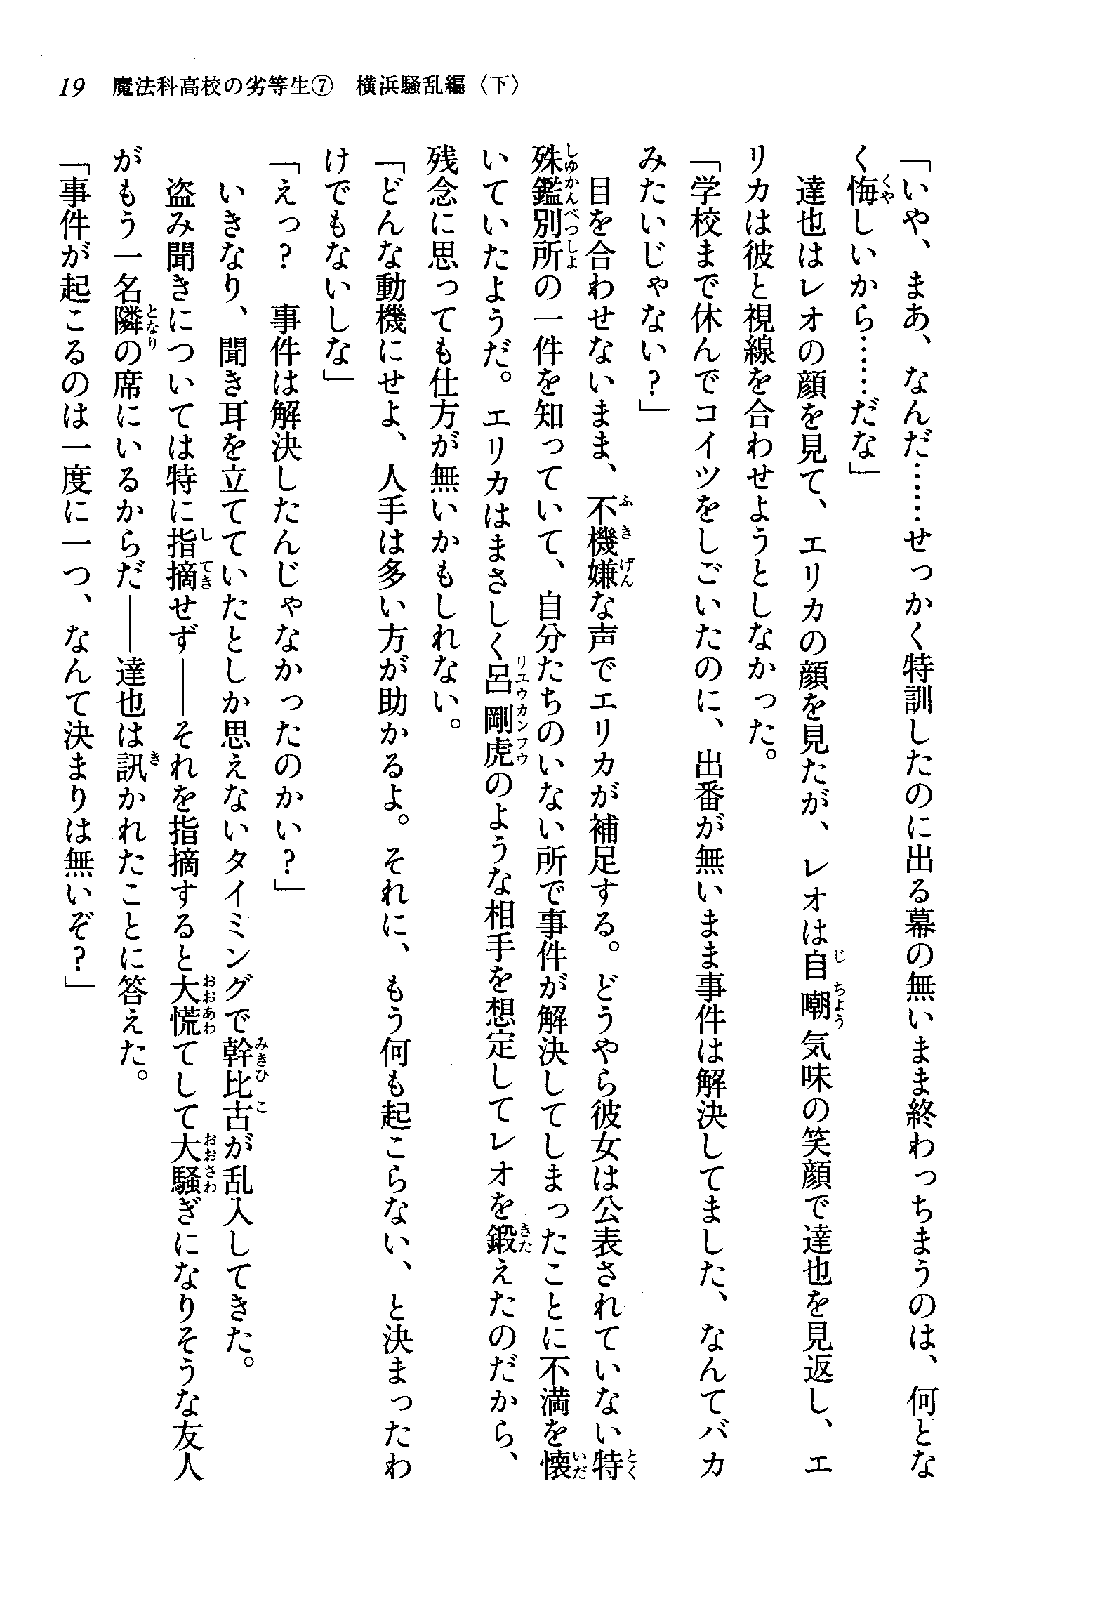 19　魔法科高校の劣等生⑦　横浜騒乱編〈下〉
「いや、まあ、なんだ……せっかく特訓したのに出る幕の無いまま終わっちまうのは、何とな
く悔しいから……だな」
　達也はレオの顔を見て、エリカの顔を見たが、レオは自嘲気味の笑顔で達也を見返し、エ
リカは彼と視線を合わせようとしなかった。
「学校まで休んでコイツをしごいたのに、出番が無いまま事件は解決してました、なんてバカ
みたいじゃない？」
　目を合わせないまま、不機嫌な声でエリカが補足する。どうやら彼女は公表されていない特
殊鑑別所の一件を知っていて、自分たちのいない所で事件が解決してしまったことに不満を懐
いていたようだ。エリカはまさしく呂剛虎のような相手を想定してレオを鍛えたのだから、
残念に思っても仕方が無いかもしれない。
「どんな動機にせよ、人手は多い方が助かるよ。それに、もう何も起こらない、と決まったわ
けでもないしな」
「えっ？　事件は解決したんじゃなかったのかい？」
　いきなり、聞き耳を立てていたとしか思えないタイミングで幹比古が乱入してきた。
　盗み聞きについては特に指摘せず——それを指摘すると大慌てして大騒ぎになりそうな友人
がもう一名隣の席にいるからだ——達也は訊かれたことに答えた。
「事件が起こるのは一度に一つ、なんて決まりは無いぞ？」